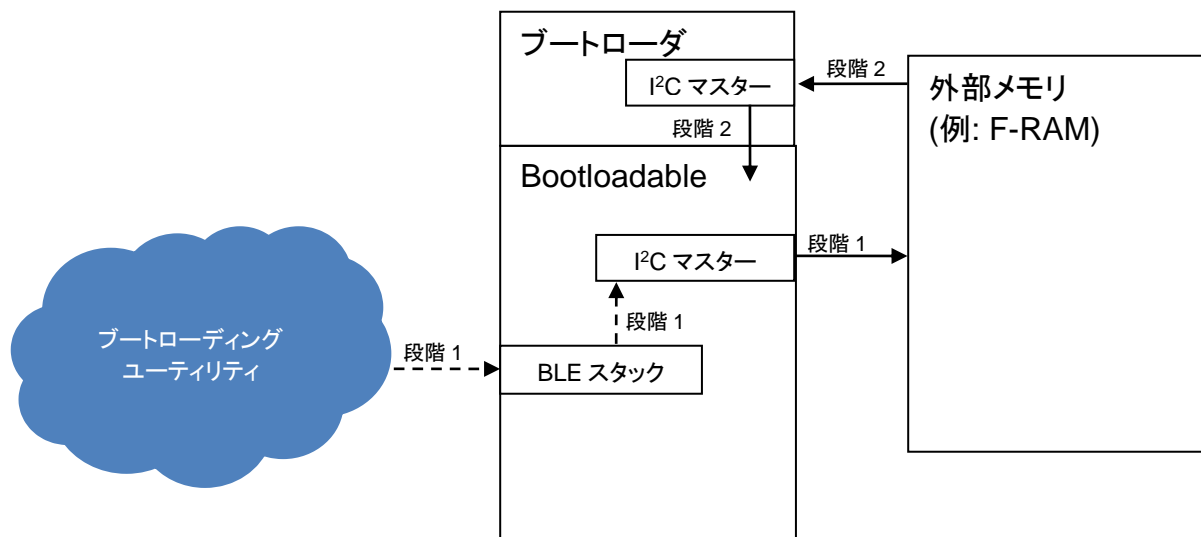 ブートローダ
I²C マスター
段階 2
段階 2
外部メモリ
(例: F-RAM)
Bootloadable
I²C マスター
段階 1
段階 1
ブートローディング
ユーティリティ
段階 1
BLE スタック